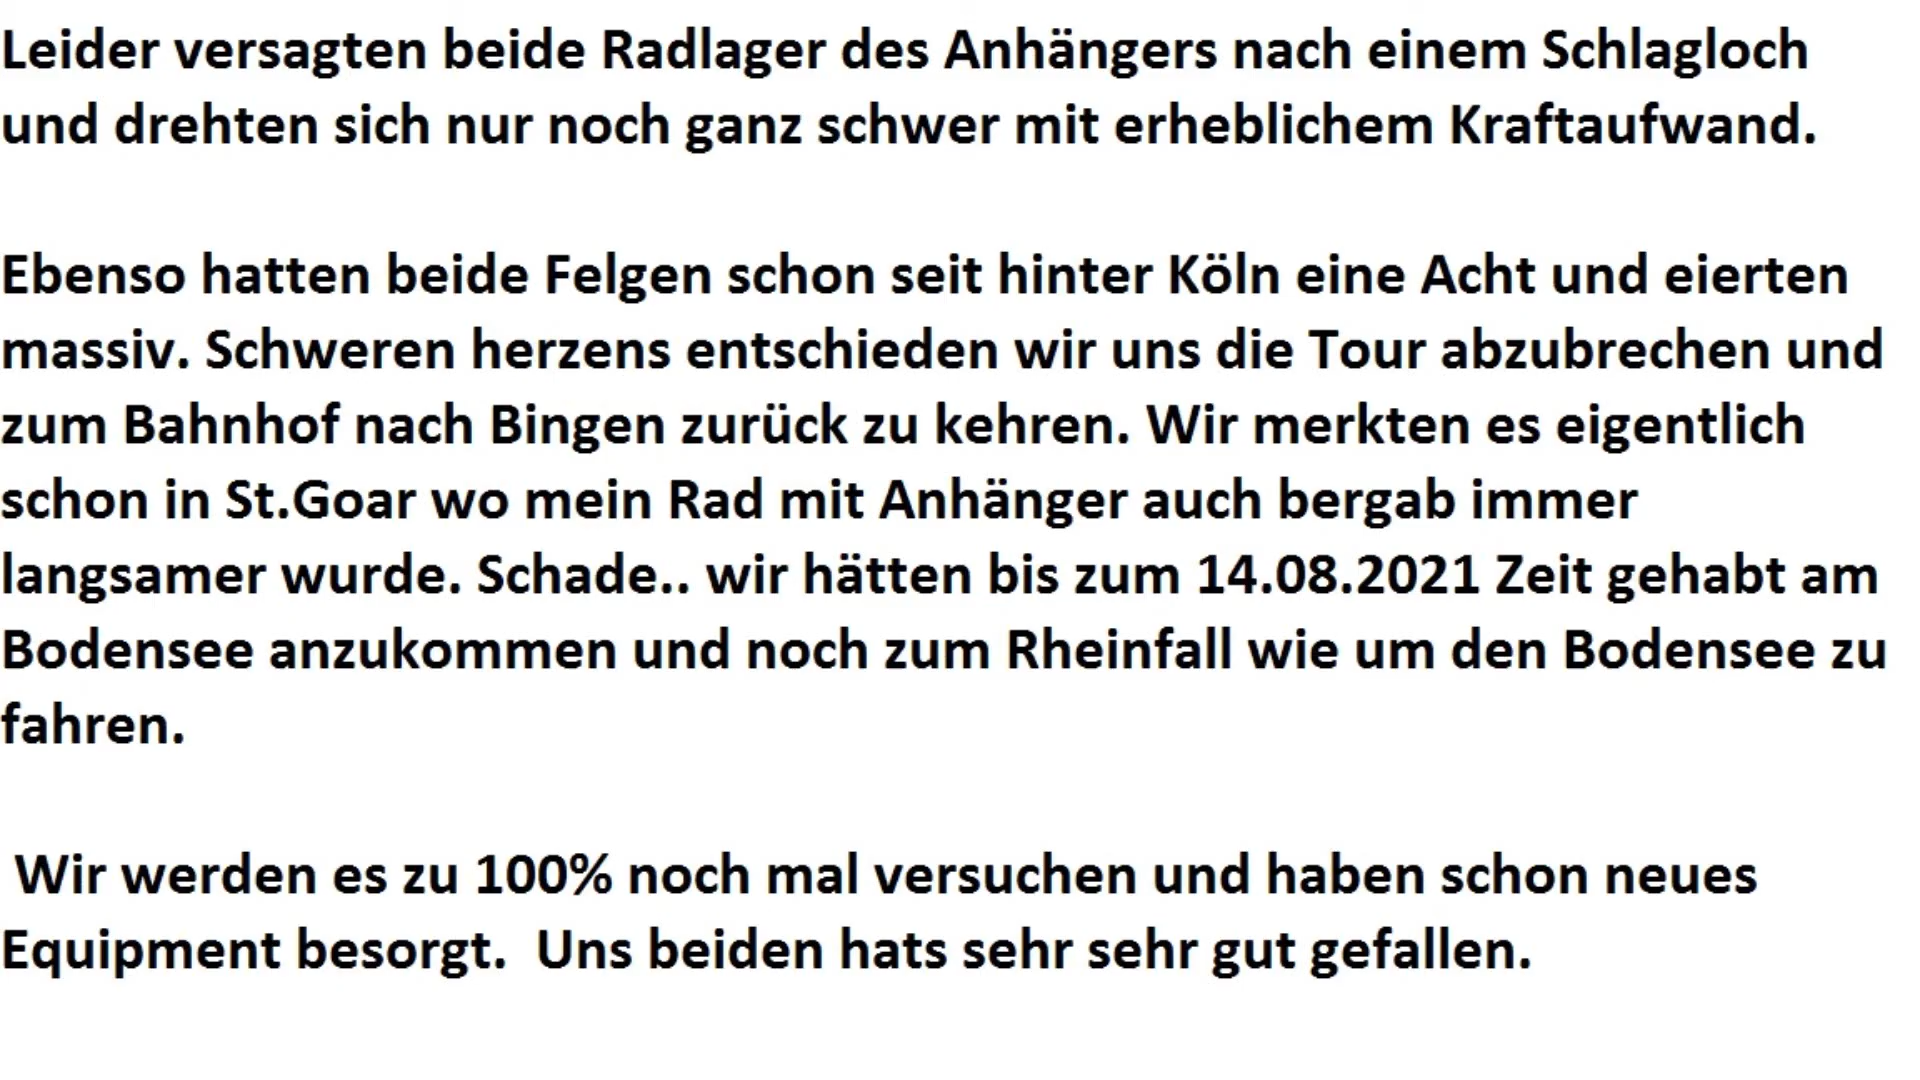 Leider versagten beide Radlager des Anhängers nach einem Schlagloch
und drehten sich nur noch ganz schwer mit erheblichem Kraftaufwand.
Ebenso hatten beide Felgen schon seit hinter Köln eine Acht und eierten
massiv. Schweren herzens entschieden wir uns die Tour abzubrechen und
zum Bahnhof nach Bingen zurück zu kehren. Wir merkten es eigentlich
schon in St.Goar wo mein Rad mit Anhänger auch bergab immer
langsamer wurde. Schade.. wir hätten bis zum 14.08.2021 Zeit gehabt am
Bodensee anzukommen und noch zum Rheinfall wie um den Bodensee zu
fahren.
Wir werden es zu 100% noch mal versuchen und haben schon neues
Equipment besorgt.  Uns beiden hats sehr sehr gut gefallen.